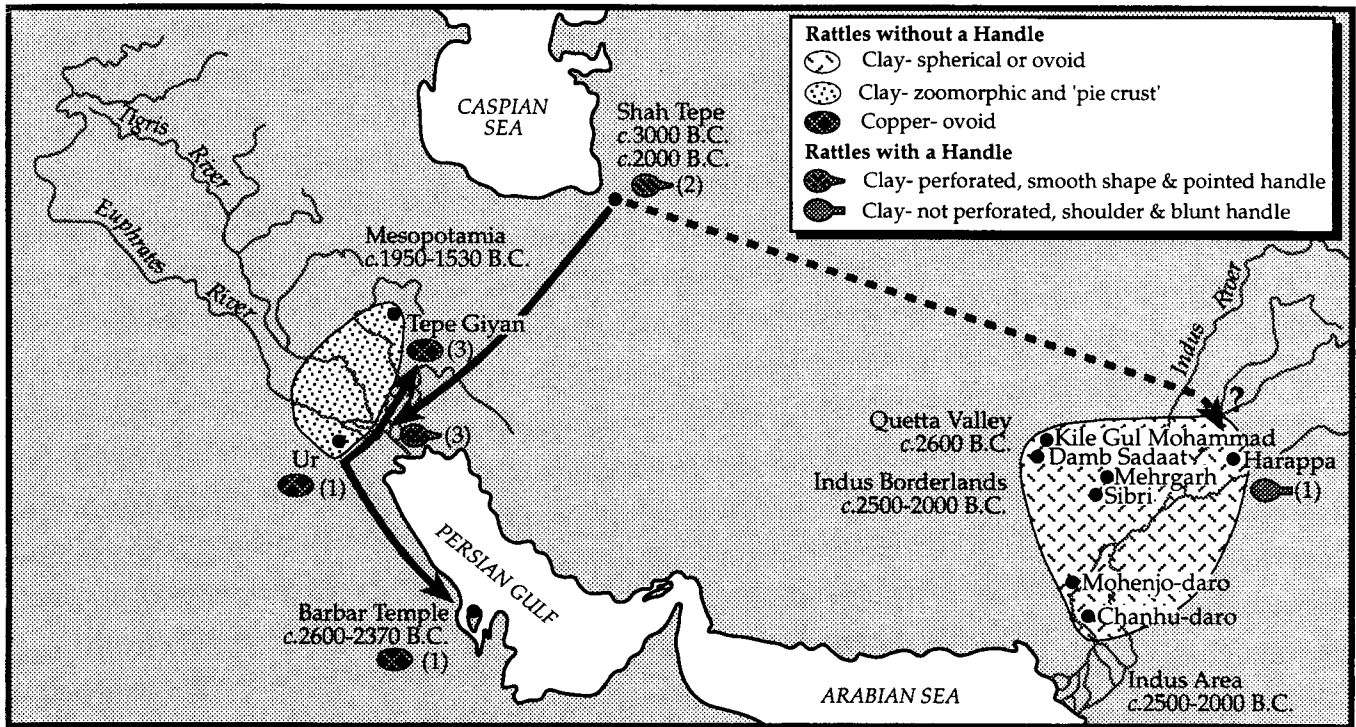 Rattles without a Handle
Clay- spherical or ovoid
Clay- zoomorphic and 'pie crust'
Copper- ovoid
Rattles with a Handle
Clay- perforated, smooth shape & pointed handle
Clay- not perforated, shoulder & blunt handle
CASPIAN
SEA
Shah Tepe
c.3000 B.C.
c.2000 B.C.
(2)
Tigris
River
Euphrates
River
Mesopotamia
c.1950-1530 B.C.
Tepe Giyan
(3)
(3)
Ur
(1)
PERSIAN GULF
Barbar Temple
c.2600-2370 B.C.
(1)
Indus
River
?
Quetta Valley
c.2600 B.C.
Kile Gul Mohammad
Damb Sadaat
Harappa
Mehrgarh
(1)
Indus Borderlands
c.2500-2000 B.C.
Sibri
Mohenjo-daro
Chanhu-daro
Indus Area
c.2500-2000 B.C.
ARABIAN SEA